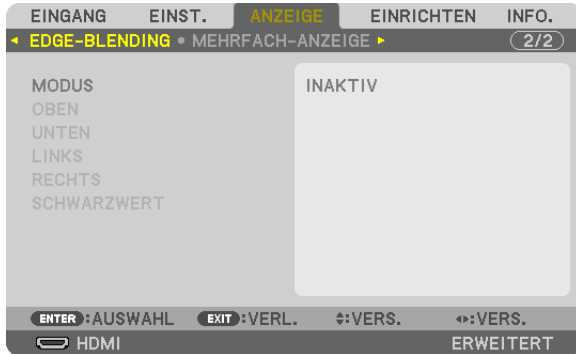 EINGANG EINST. ANZEIGE EINRICHTEN INFO.
EDGE-BLENDING • MEHRFACH-ANZEIGE 2/2
MODUS INAKTIV
OBEN
UNTEN
LINKS
RECHTS
SCHWARZWERT
ENTER :AUSWAHL EXIT :VERL. :VERS. :VERS.
HDMI ERWEITERT